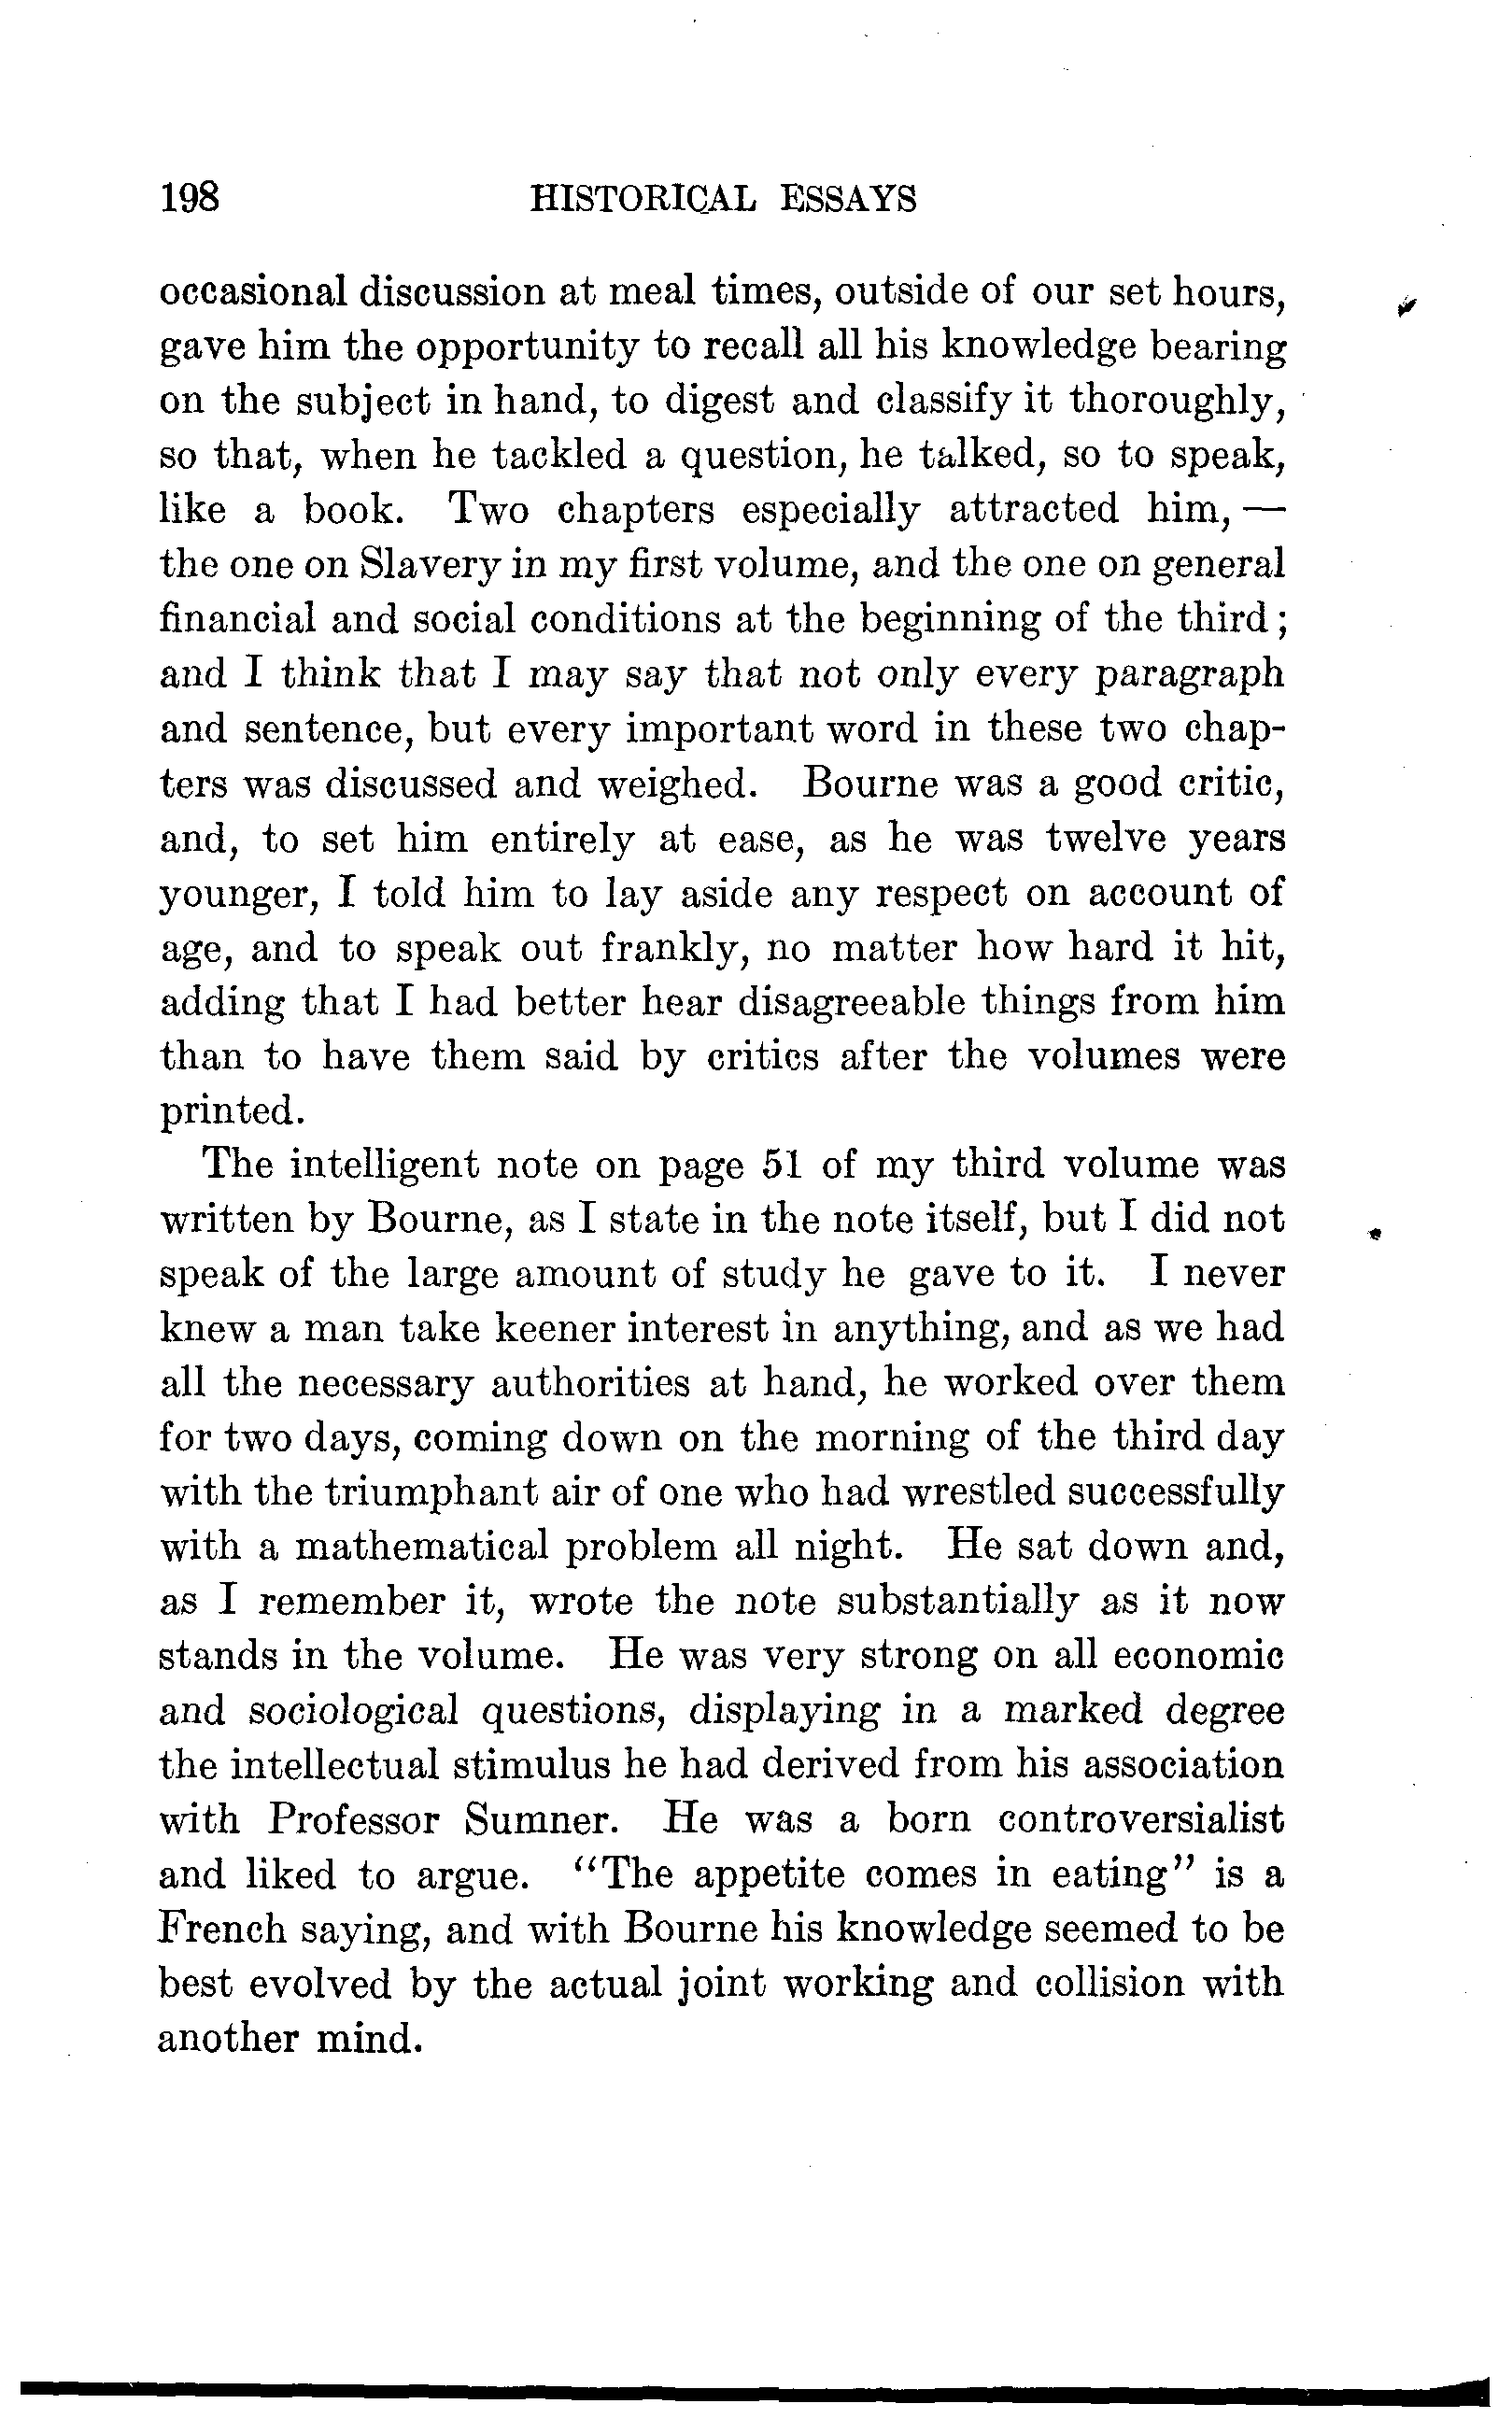 198 HISTORICAL ESSAYS
occasional discussion at meal times, outside of our set hours,
gave him the opportunity to recall all his knowledge bearing
on the subject in hand, to digest and classify it thoroughly,
so that, when he tackled a question, he talked, so to speak,
like a book. Two chapters especially attracted him, —
the one on Slavery in my first volume, and the one on general
financial and social conditions at the beginning of the third;
and I think that I may say that not only every paragraph
and sentence, but every important word in these two chap-
ters was discussed and weighed. Bourne was a good critic,
and, to set him entirely at ease, as he was twelve years
younger, I told him to lay aside any respect on account of
age, and to speak out frankly, no matter how hard it hit,
adding that I had better hear disagreeable things from him
than to have them said by critics after the volumes were
printed.
The intelligent note on page 51 of my third volume was
written by Bourne, as I state in the note itself, but I did not
speak of the large amount of study he gave to it. I never
knew a man take keener interest in anything, and as we had
all the necessary authorities at hand, he worked over them
for two days, coming down on the morning of the third day
with the triumphant air of one who had wrestled successfully
with a mathematical problem all night. He sat down and,
as I remember it, wrote the note substantially as it now
stands in the volume. He was very strong on all economic
and sociological questions, displaying in a marked degree
the intellectual stimulus he had derived from his association
with Professor Sumner. He was a born controversialist
and liked to argue. "The appetite comes in eating" is a
French saying, and with Bourne his knowledge seemed to be
best evolved by the actual joint working and collision with
another mind.